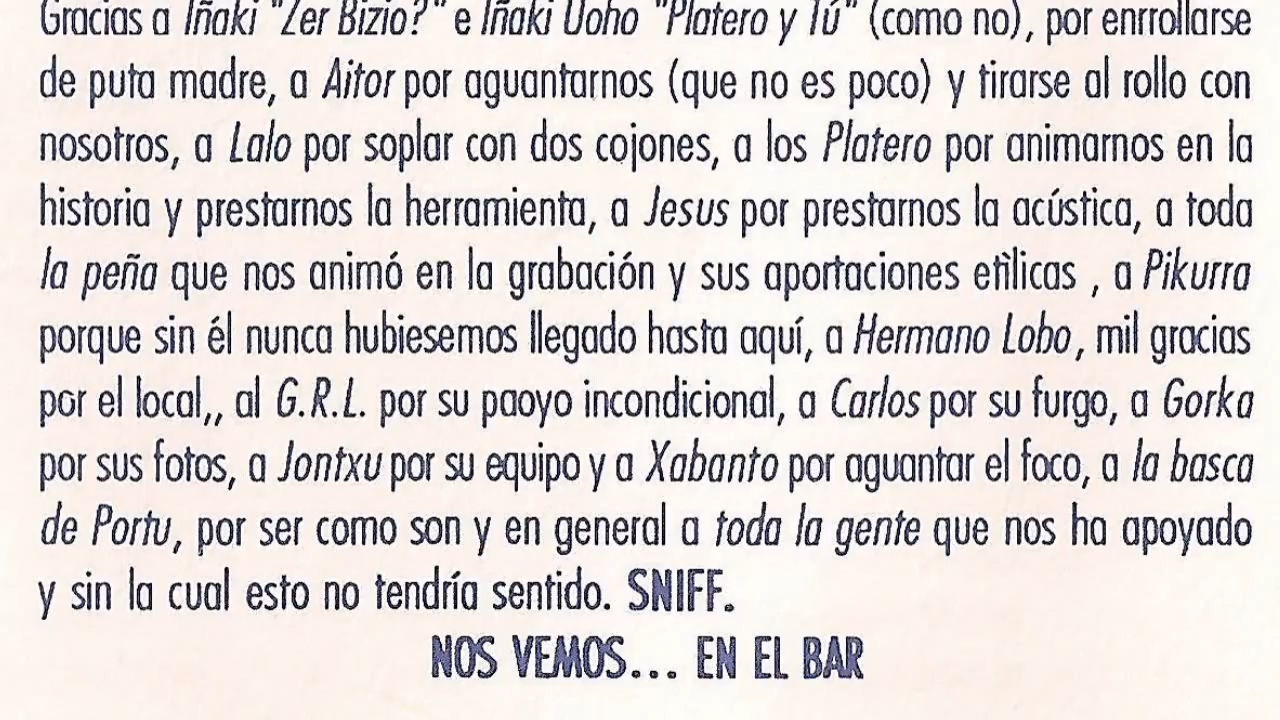 Gracias a Iñaki "Zer Bizio?" e Iñaki Uoho "Platero y Tú" (como no), por enrrollarse
de puta madre, a Aitor por aguantarnos (que no es poco) y tirarse al rollo con
nosotros, a Lalo por soplar con dos cojones, a los Platero por animarnos en la
historia y prestarnos la herramienta, a Jesus por prestarnos la acústica, a toda
la peña que nos animó en la grabación y sus aportaciones etílicas , a Pikurra
porque sin él nunca hubiesemos llegado hasta aquí, a Hermano Lobo, mil gracias
por el local,, al G.R.L. por su paoyo incondicional, a Carlos por su furgo, a Gorka
por sus fotos, a Jontxu por su equipo y a Xabanto por aguantar el foco, a la basca
de Portu, por ser como son y en general a toda la gente que nos ha apoyado
y sin la cual esto no tendría sentido. SNIFF.
NOS VEMOS... EN EL BAR